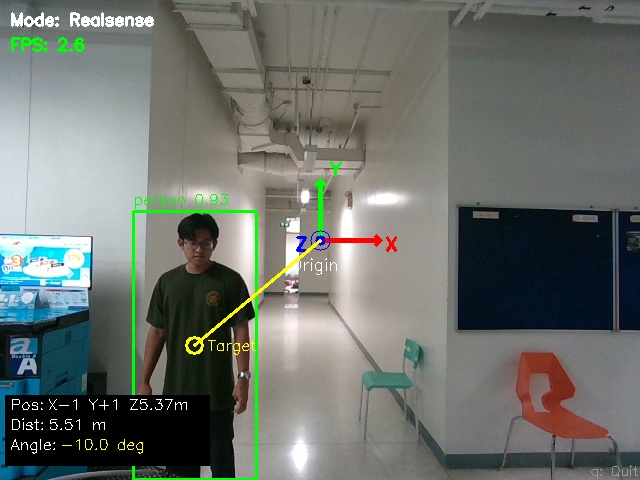 Mode: Realsense
FPS: 2.6
person 0.93
Y
Z
X
Origin
Target
a
A
Pos: X-1 Y+1 Z5.37m
Dist: 5.51 m
Angle: -10.0 deg
q: Quit